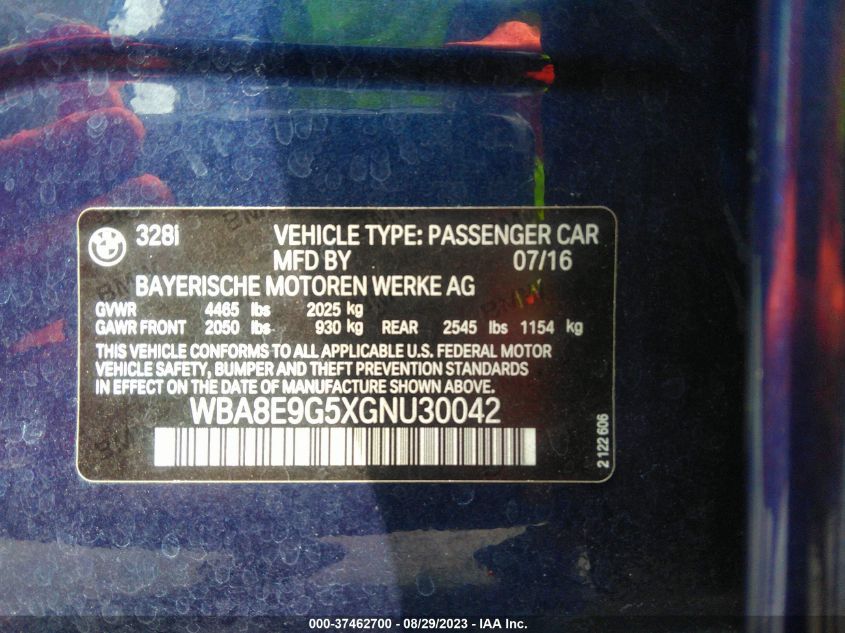 328i VEHICLE TYPE: PASSENGER CAR
MFD BY 07/16
BAYERISCHE MOTOREN WERKE AG
GVWR 4465 lbs 2025 kg
GAWR FRONT 2050 lbs 930 kg REAR 2545 lbs 1154 kg
THIS VEHICLE CONFORMS TO ALL APPLICABLE U.S. FEDERAL MOTOR
VEHICLE SAFETY, BUMPER AND THEFT PREVENTION STANDARDS
IN EFFECT ON THE DATE OF MANUFACTURE SHOWN ABOVE.
WBA8E9G5XGNU30042
2 122 606
000-37462700 - 08/29/2023 - IAA Inc.